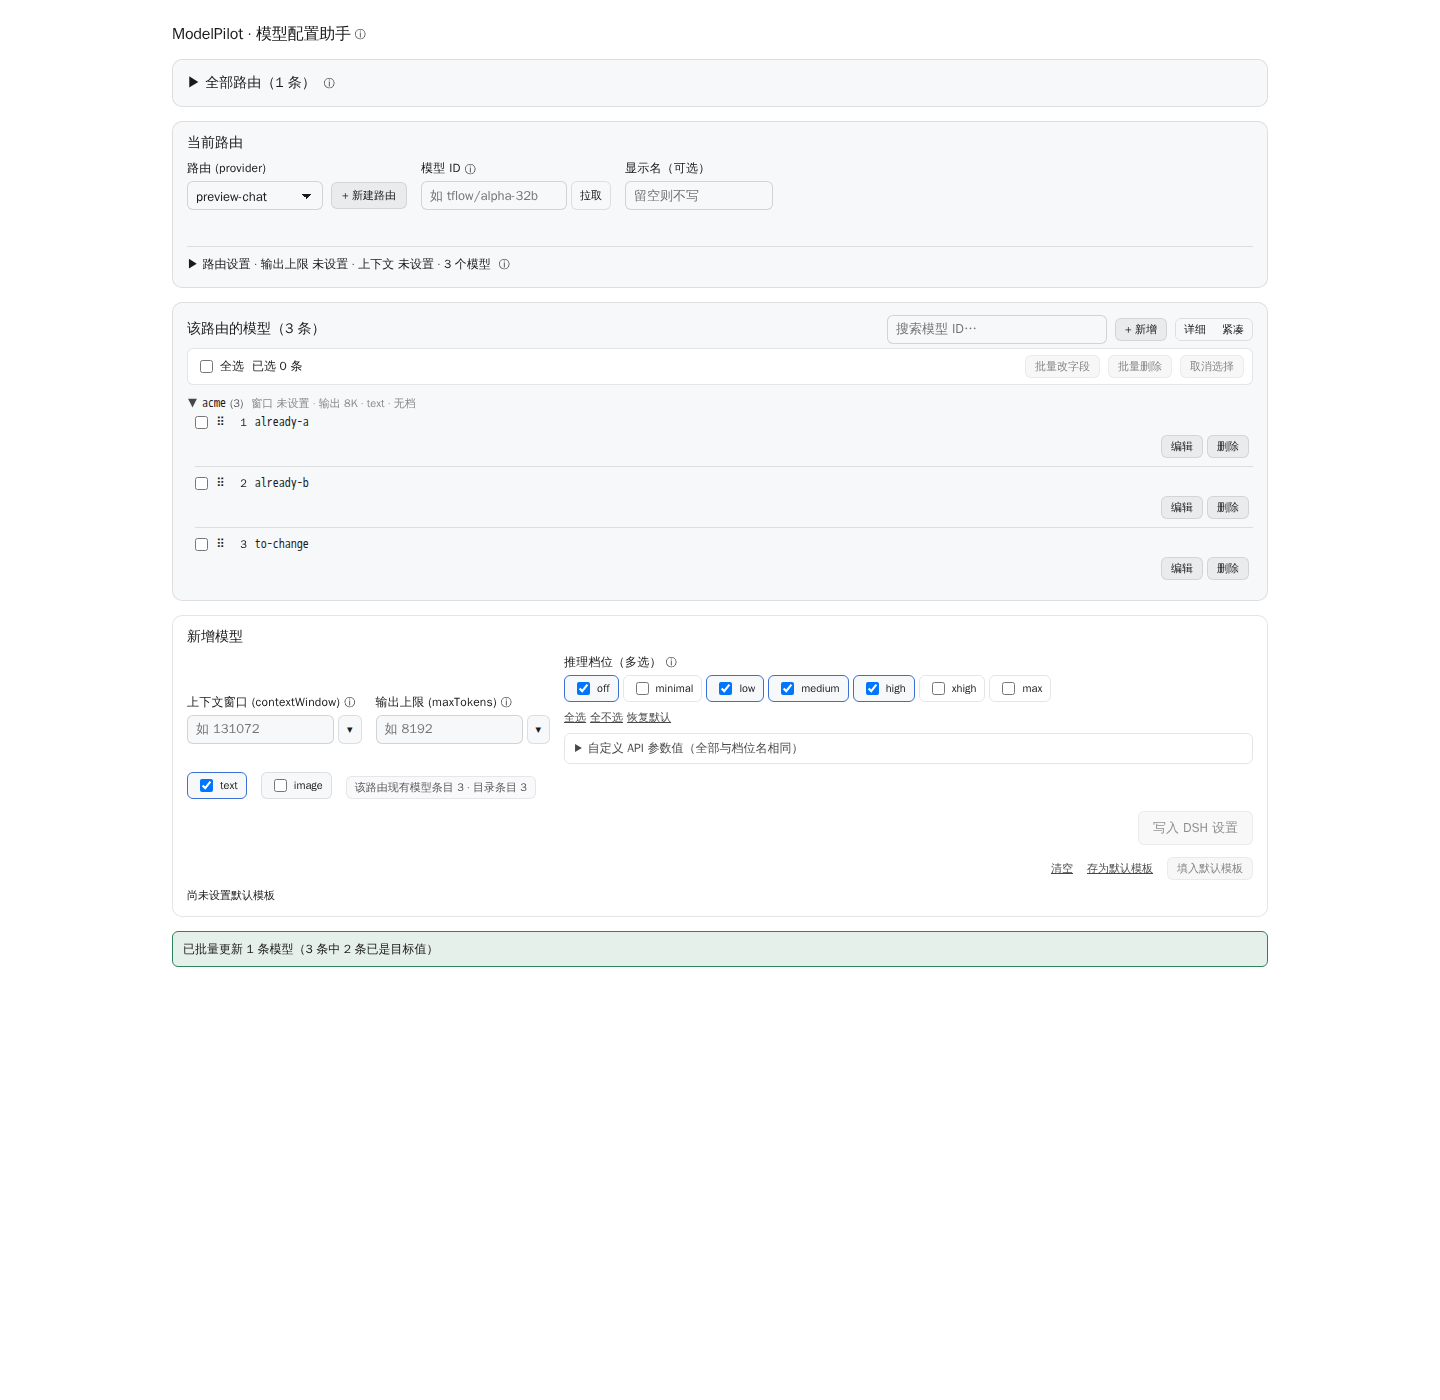 ModelPilot · 模型配置助手 ⓘ
▶ 全部路由（1 条） ⓘ
当前路由
路由 (provider) 模型 ID ⓘ 显示名（可选）
preview-chat + 新建路由 如 tflow/alpha-32b 拉取 留空则不写
▶ 路由设置 · 输出上限 未设置 · 上下文 未设置 · 3 个模型 ⓘ
该路由的模型（3 条） 搜索模型 ID… + 新增 详细 紧凑
全选 已选 0 条 批量改字段 批量删除 取消选择
▼ acme (3) 窗口 未设置 · 输出 8K · text · 无档
⠿ 1 already-a
编辑 删除
⠿ 2 already-b
编辑 删除
⠿ 3 to-change
编辑 删除
新增模型
推理档位（多选） ⓘ
off minimal low medium high xhigh max
上下文窗口 (contextWindow) ⓘ 输出上限 (maxTokens) ⓘ
全选 全不选 恢复默认
如 131072 ▾ 如 8192 ▾
▶ 自定义 API 参数值（全部与档位名相同）
text image 该路由现有模型条目 3 · 目录条目 3
写入 DSH 设置
清空 存为默认模板 填入默认模板
尚未设置默认模板
已批量更新 1 条模型（3 条中 2 条已是目标值）